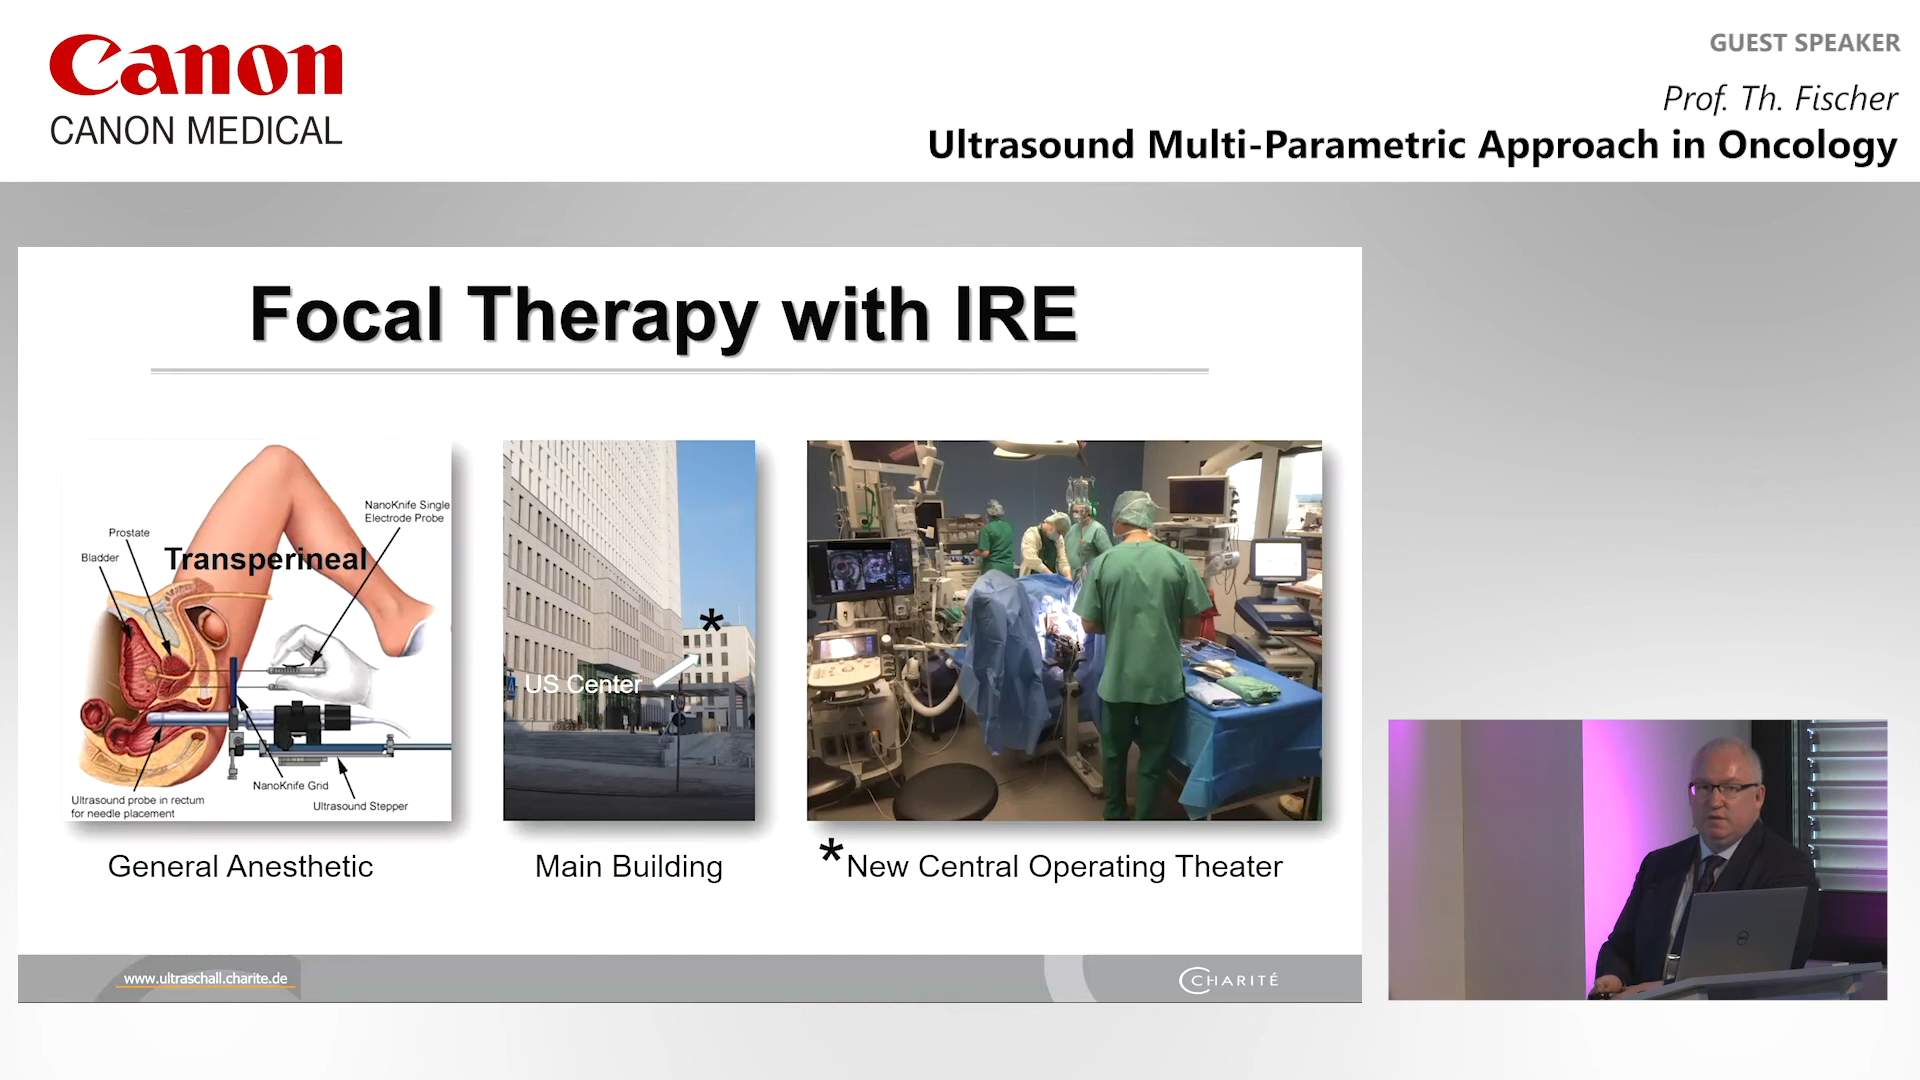 Canon
CANON MEDICAL
GUEST SPEAKER
Prof. Th. Fischer
Ultrasound Multi-Parametric Approach in Oncology
Focal Therapy with IRE
NanoKnife Single
Electrode Probe
Prostate
Bladder
Transperineal
NanoKnife Grid
Ultrasound Stepper
Ultrasound probe in rectum
for needle placement
*
US Center
General Anesthetic
Main Building
*New Central Operating Theater
www.ultraschall.charite.de
CHARITÉ
DELL